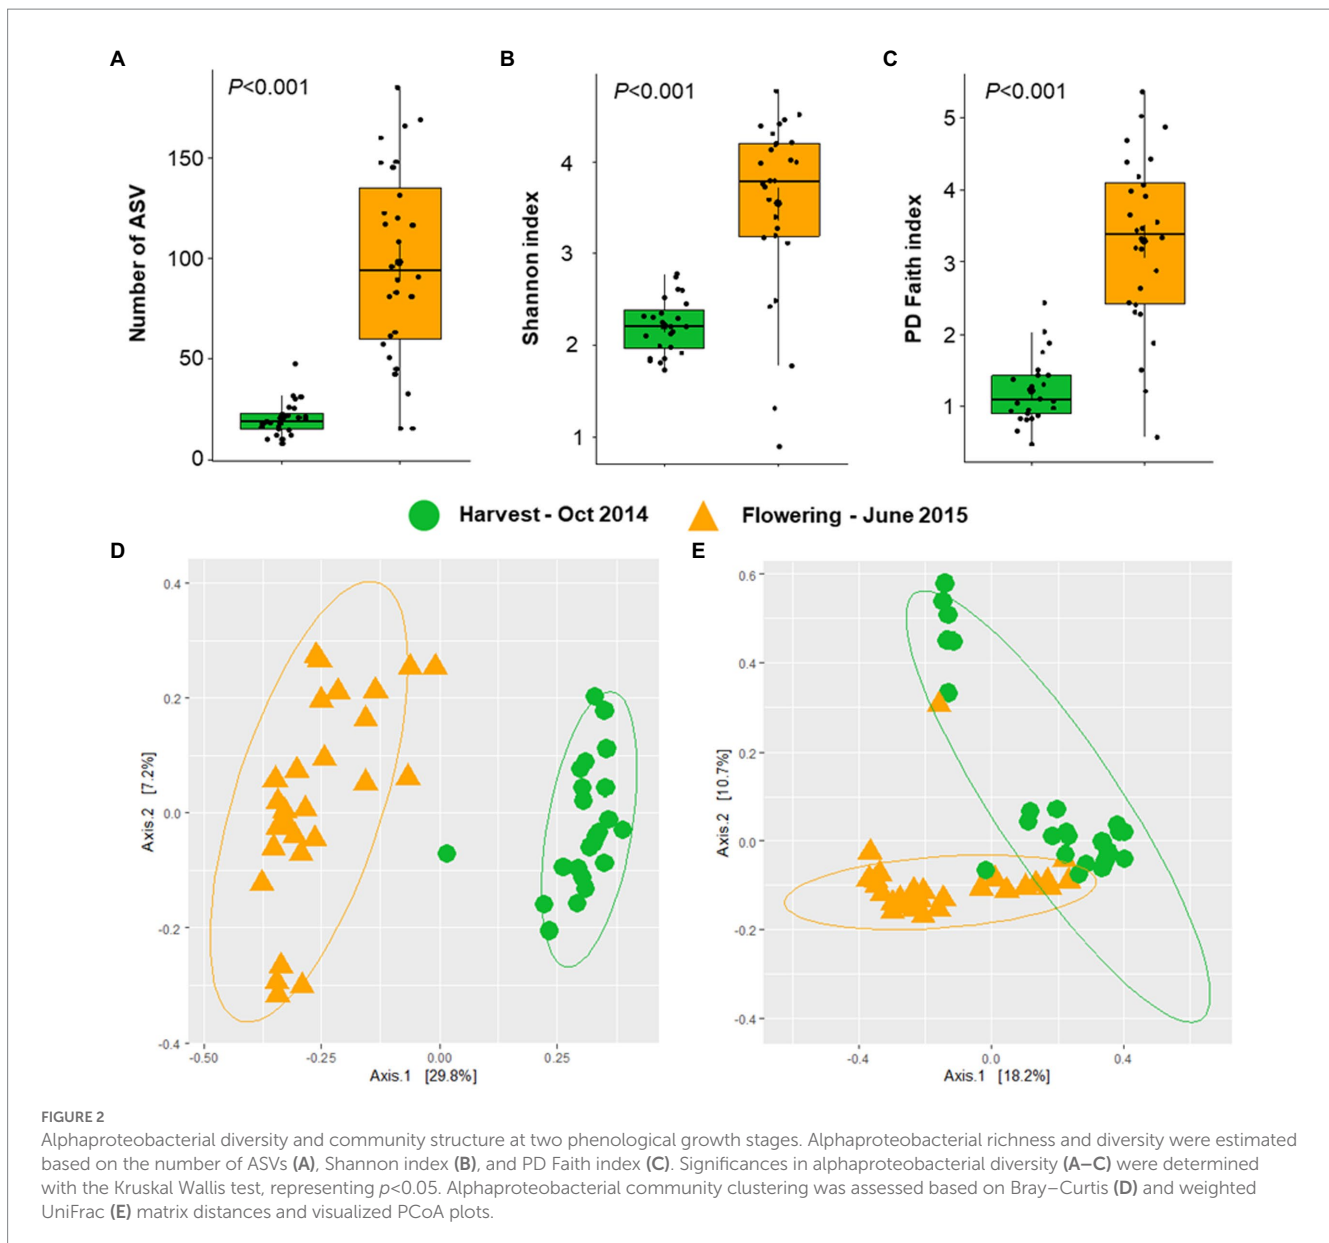 A
B
C
P<0.001
P<0.001
P<0.001
Number of ASV
150
100
50
0
Shannon index
4
3
2
1
PD Faith index
5
4
3
2
1
Harvest - Oct 2014
Flowering - June 2015
D
E
Axis.2 [7.2%]
0.4
0.2
0.0
-0.2
-0.4
-0.50
-0.25
0.00
0.25
Axis.1 [29.8%]
Axis.2 [10.7%]
0.6
0.4
0.2
0.0
-0.2
-0.4
-0.4
0.0
0.4
Axis.1 [18.2%]
FIGURE 2
Alphaproteobacterial diversity and community structure at two phenological growth stages. Alphaproteobacterial richness and diversity were estimated
based on the number of ASVs (A), Shannon index (B), and PD Faith index (C). Significances in alphaproteobacterial diversity (A–C) were determined
with the Kruskal Wallis test, representing p<0.05. Alphaproteobacterial community clustering was assessed based on Bray–Curtis (D) and weighted
UniFrac (E) matrix distances and visualized PCoA plots.